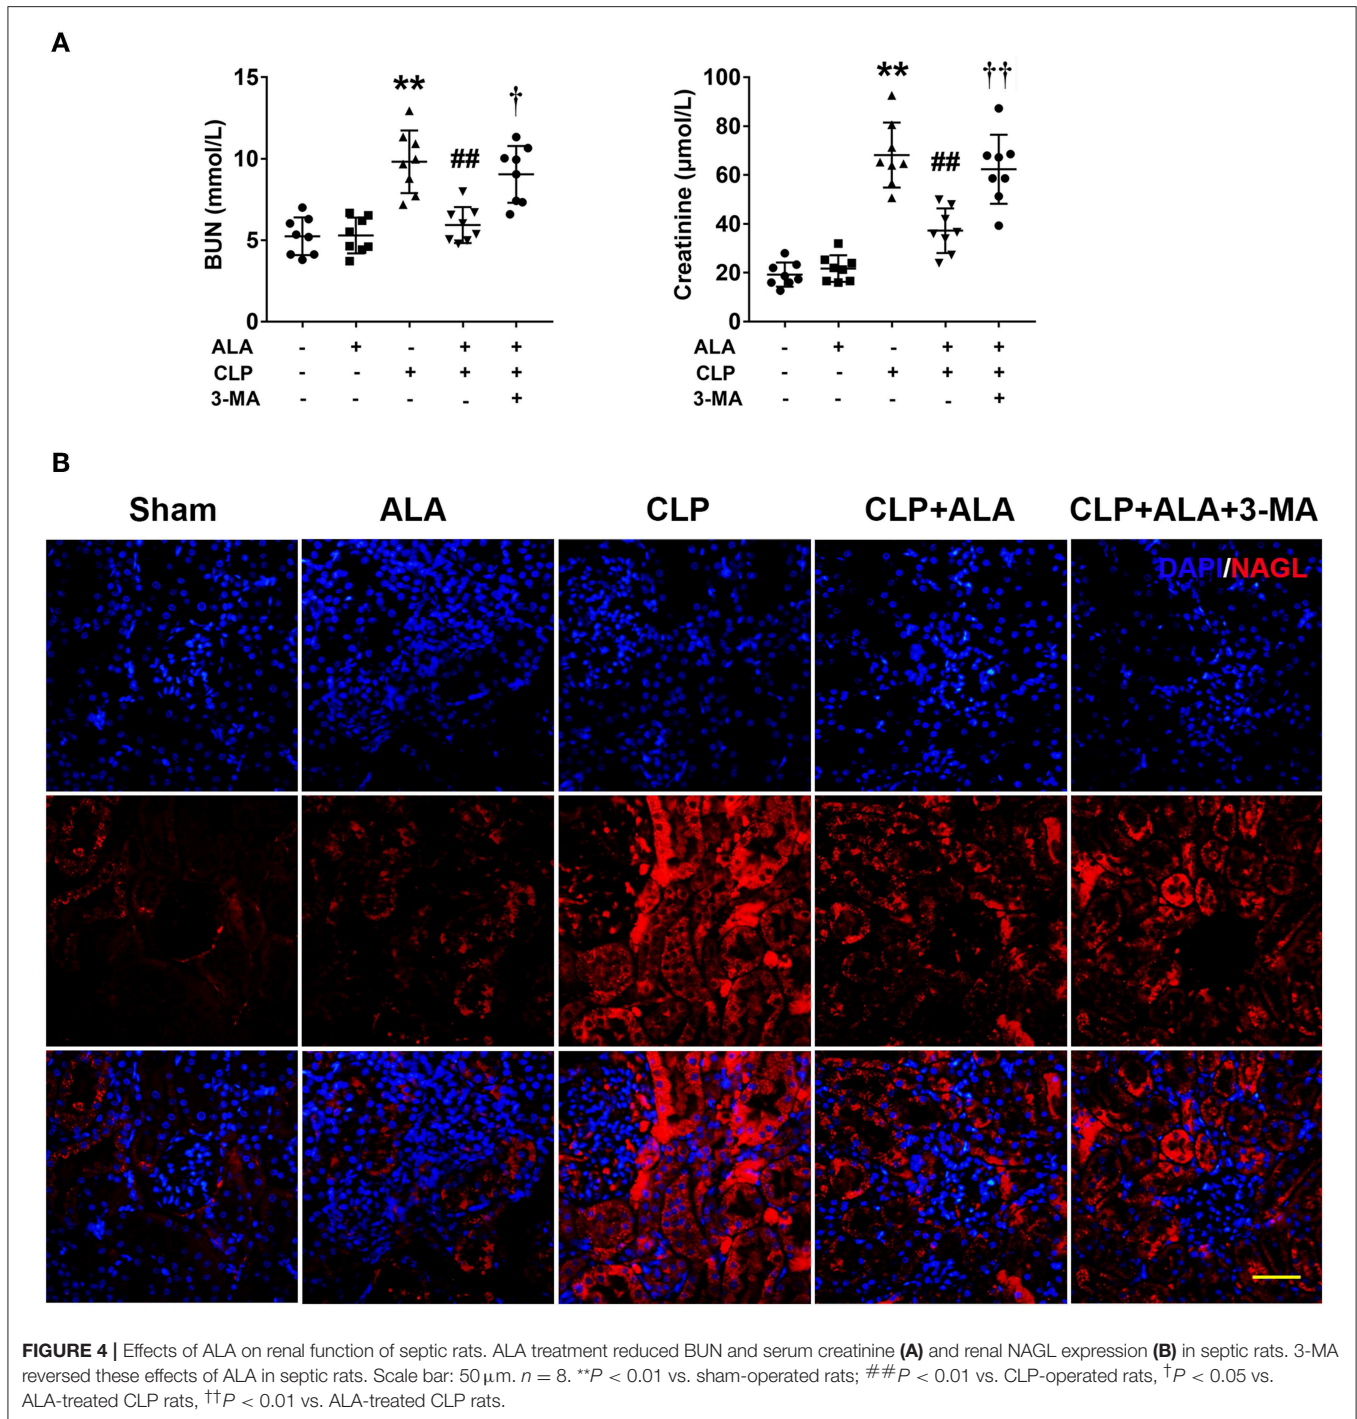 A
BUN (mmol/L)
15
10
5
0
**
##
†
ALA - + - + +
CLP - - + + +
3-MA - - - - +
Creatinine (µmol/L)
100
80
60
40
20
0
**
##
††
ALA - + - + +
CLP - - + + +
3-MA - - - - +
B
Sham ALA CLP CLP+ALA CLP+ALA+3-MA
DAPI/NAGL
FIGURE 4 | Effects of ALA on renal function of septic rats. ALA treatment reduced BUN and serum creatinine (A) and renal NAGL expression (B) in septic rats. 3-MA
reversed these effects of ALA in septic rats. Scale bar: 50 µm. n = 8. **P < 0.01 vs. sham-operated rats; ##P < 0.01 vs. CLP-operated rats, †P < 0.05 vs.
ALA-treated CLP rats, ††P < 0.01 vs. ALA-treated CLP rats.